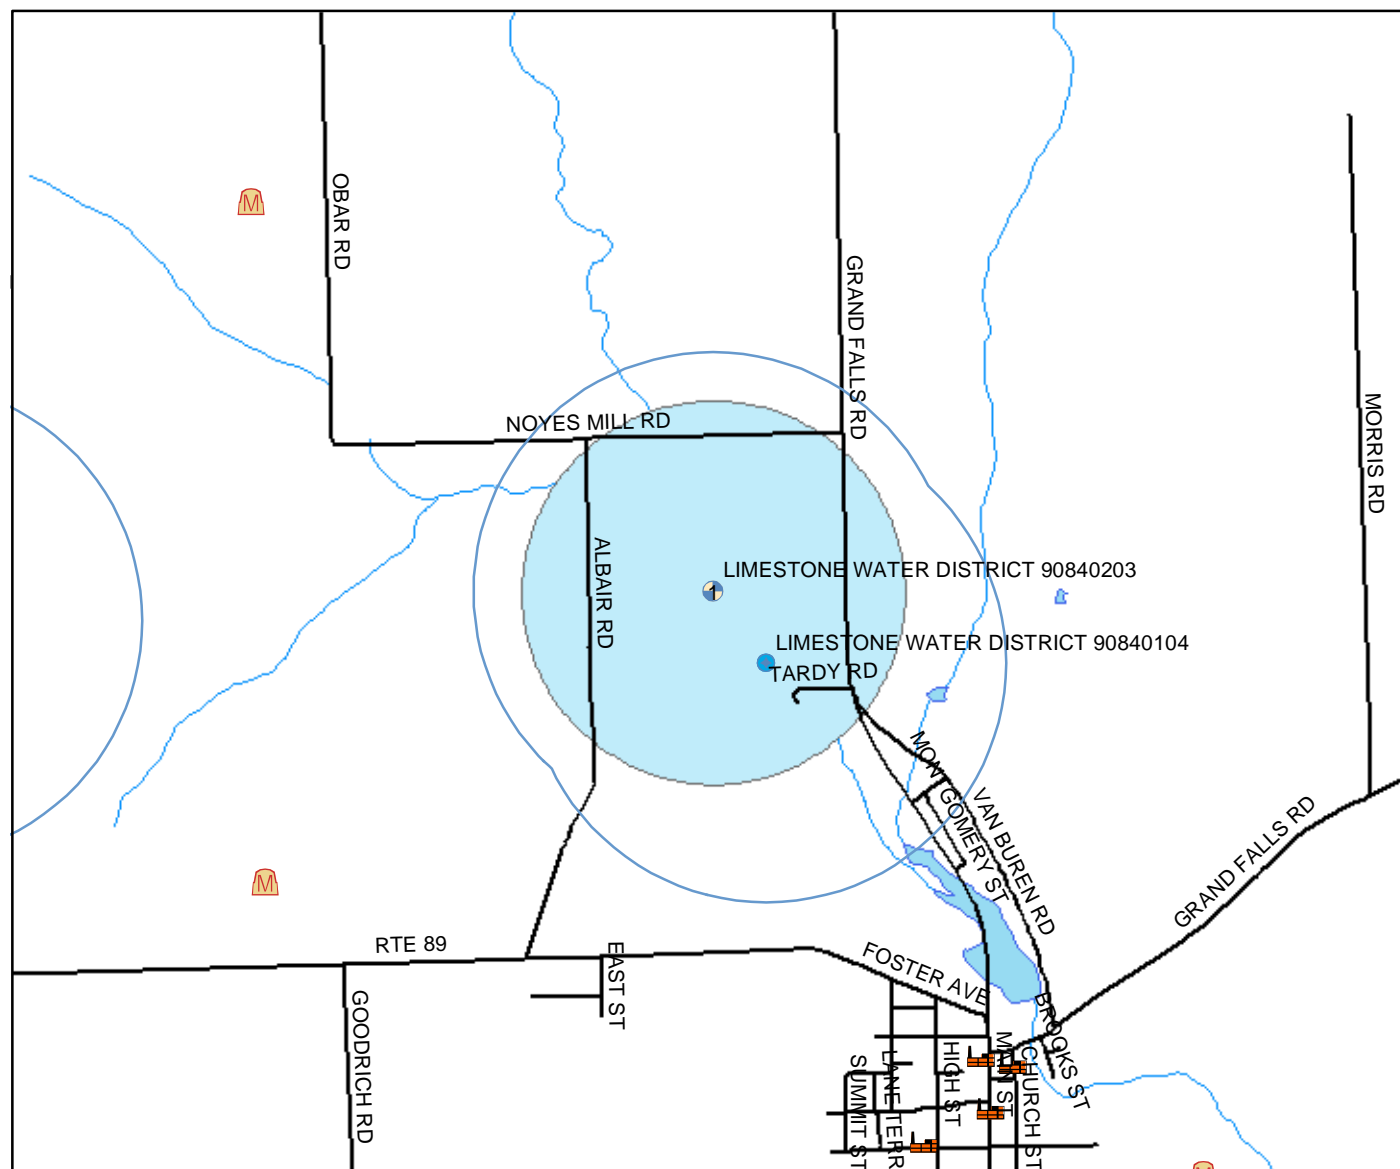 OBAR RD
M
GRAND FALLS RD
NOYES MILL RD
MORRIS RD
ALBAIR RD
LIMESTONE WATER DISTRICT 90840203
1
LIMESTONE WATER DISTRICT 90840104
TARDY RD
MONTGOMERY ST
VAN BUREN RD
GRAND FALLS RD
M
RTE 89
EAST ST
FOSTER AVE
GOODRICH RD
BROOKS ST
SUMMIT ST
LANE TERR
HIGH ST
MAIN ST
CHURCH ST